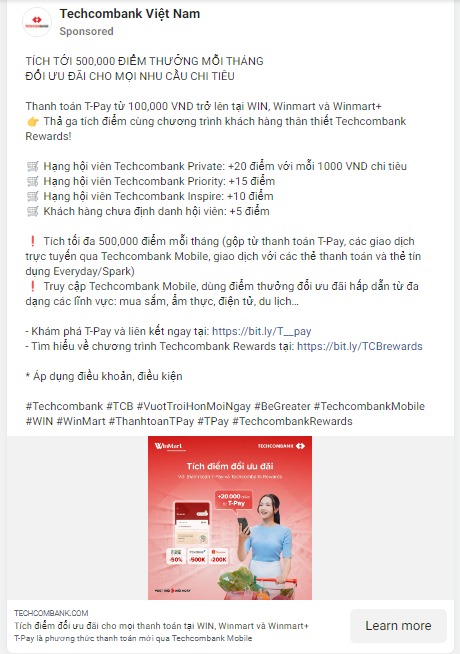 Techcombank Việt Nam
Sponsored
TÍCH TỚI 500,000 ĐIỂM THƯỞNG MỖI THÁNG
ĐỔI ƯU ĐÃI CHO MỌI NHU CẦU CHI TIÊU
Thanh toán T-Pay từ 100,000 VND trở lên tại WIN, Winmart và Winmart+
👉 Thả ga tích điểm cùng chương trình khách hàng thân thiết Techcombank
Rewards!
🛒 Hạng hội viên Techcombank Private: +20 điểm với mỗi 1000 VND chi tiêu
🛒 Hạng hội viên Techcombank Priority: +15 điểm
🛒 Hạng hội viên Techcombank Inspire: +10 điểm
🛒 Khách hàng chưa định danh hội viên: +5 điểm
❗ Tích tối đa 500,000 điểm mỗi tháng (gộp từ thanh toán T-Pay, các giao dịch
trực tuyến qua Techcombank Mobile, giao dịch với các thẻ thanh toán và thẻ tín
dụng Everyday/Spark)
❗ Truy cập Techcombank Mobile, dùng điểm thưởng đổi ưu đãi hấp dẫn từ đa
dạng các lĩnh vực: mua sắm, ẩm thực, điện tử, du lịch...
- Khám phá T-Pay và liên kết ngay tại: https://bit.ly/T__pay
- Tìm hiểu về chương trình Techcombank Rewards tại: https://bit.ly/TCBrewards
* Áp dụng điều khoản, điều kiện
#Techcombank #TCB #VuotTroiHonMoiNgay #BeGreater #TechcombankMobile
#WIN #WinMart #ThanhtoanTPay #TPay #TechcombankRewards
WinMart
TECHCOMBANK
Tích điểm đổi ưu đãi
Với thanh toán T-Pay và Techcombank Rewards
+20.000 điểm
từ T-Pay
-50%
-500K
-200K
TECHCOMBANK.COM
Tích điểm đổi ưu đãi cho mọi thanh toán tại WIN, Winmart và Winmart+
T-Pay là phương thức thanh toán mới qua Techcombank Mobile
Learn more